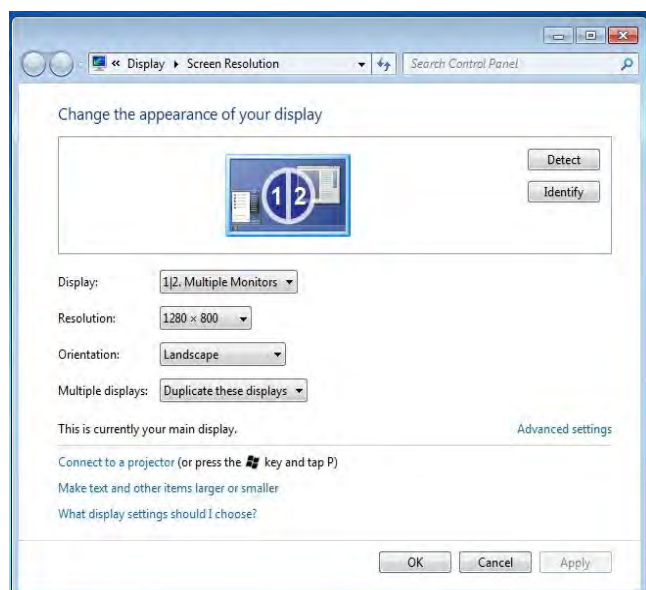 « Display ▸ Screen Resolution Search Control Panel
Change the appearance of your display
1 2
Detect
Identify
Display: 1|2. Multiple Monitors
Resolution: 1280 × 800
Orientation: Landscape
Multiple displays: Duplicate these displays
This is currently your main display. Advanced settings
Connect to a projector (or press the key and tap P)
Make text and other items larger or smaller
What display settings should I choose?
OK Cancel Apply